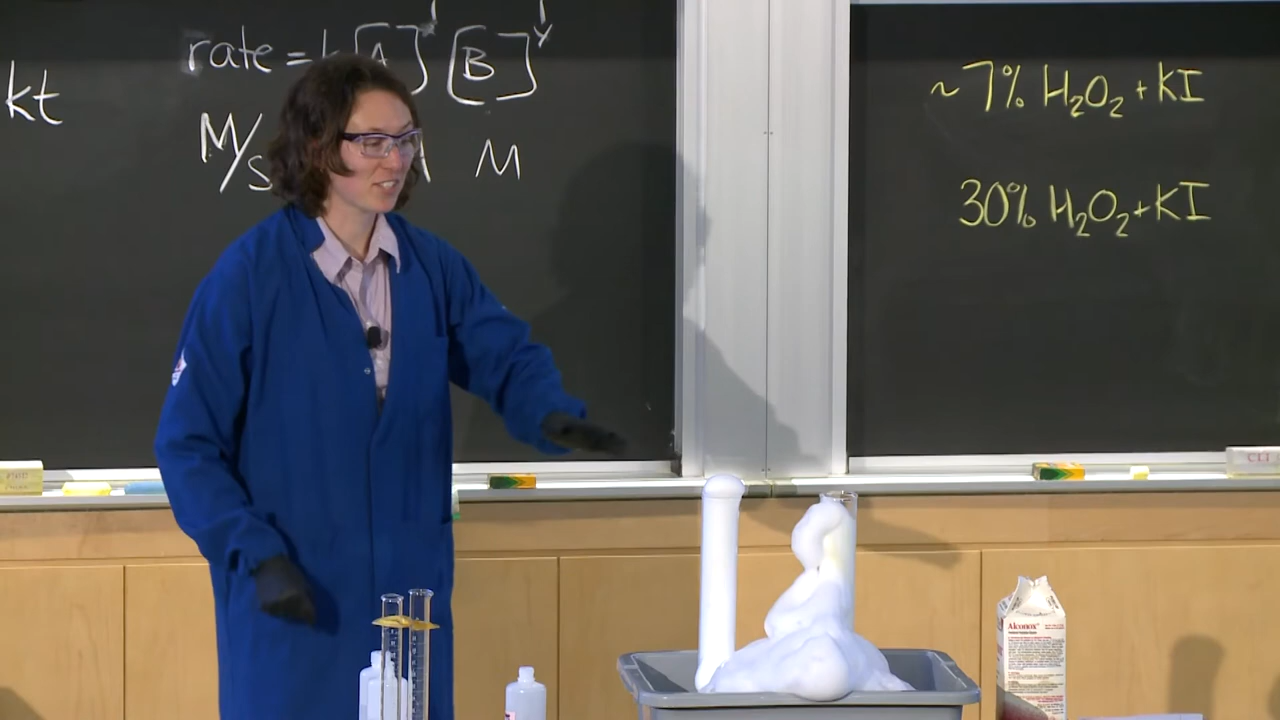 kt
rate = k [A]ˣ [B]ʸ
M/s M
~7% H₂O₂+KI
30% H₂O₂+KI
Alconox